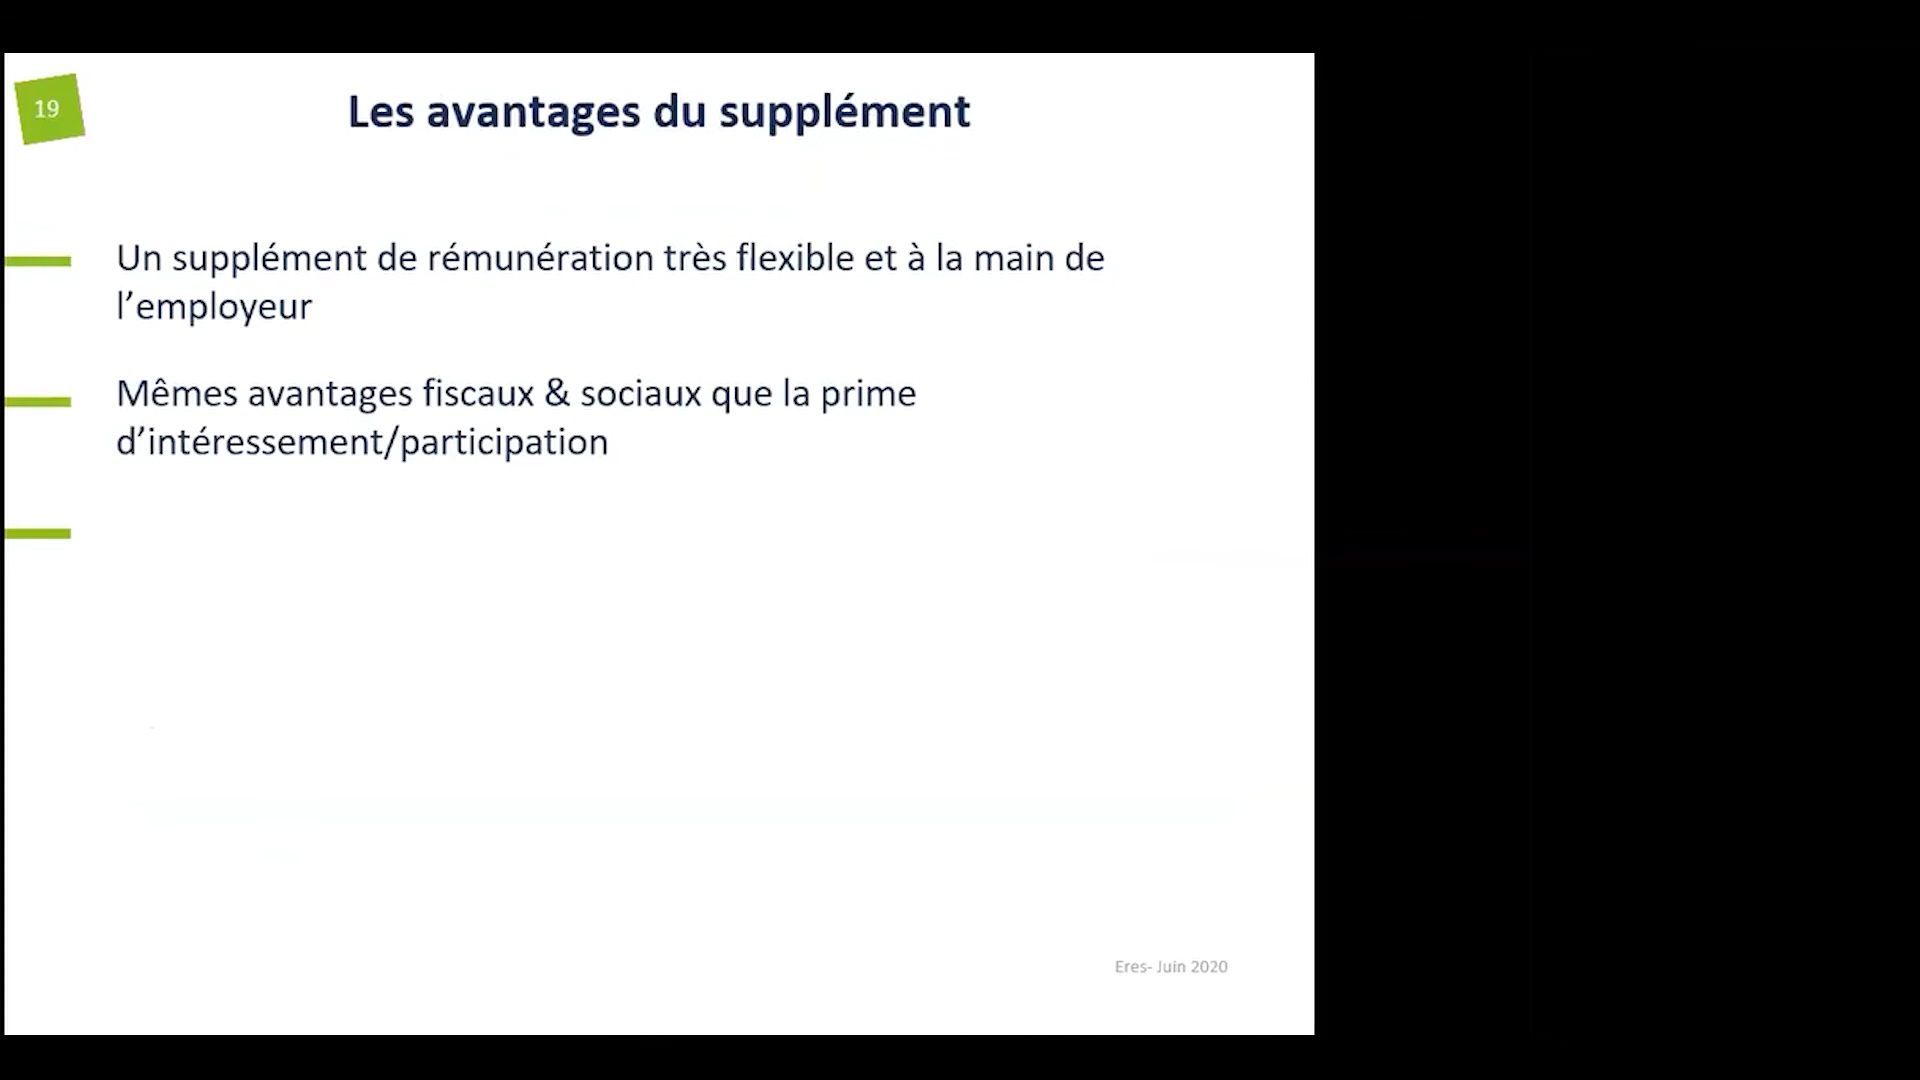 19
Les avantages du supplément
Un supplément de rémunération très flexible et à la main de
l’employeur
Mêmes avantages fiscaux & sociaux que la prime
d’intéressement/participation
Eres- Juin 2020